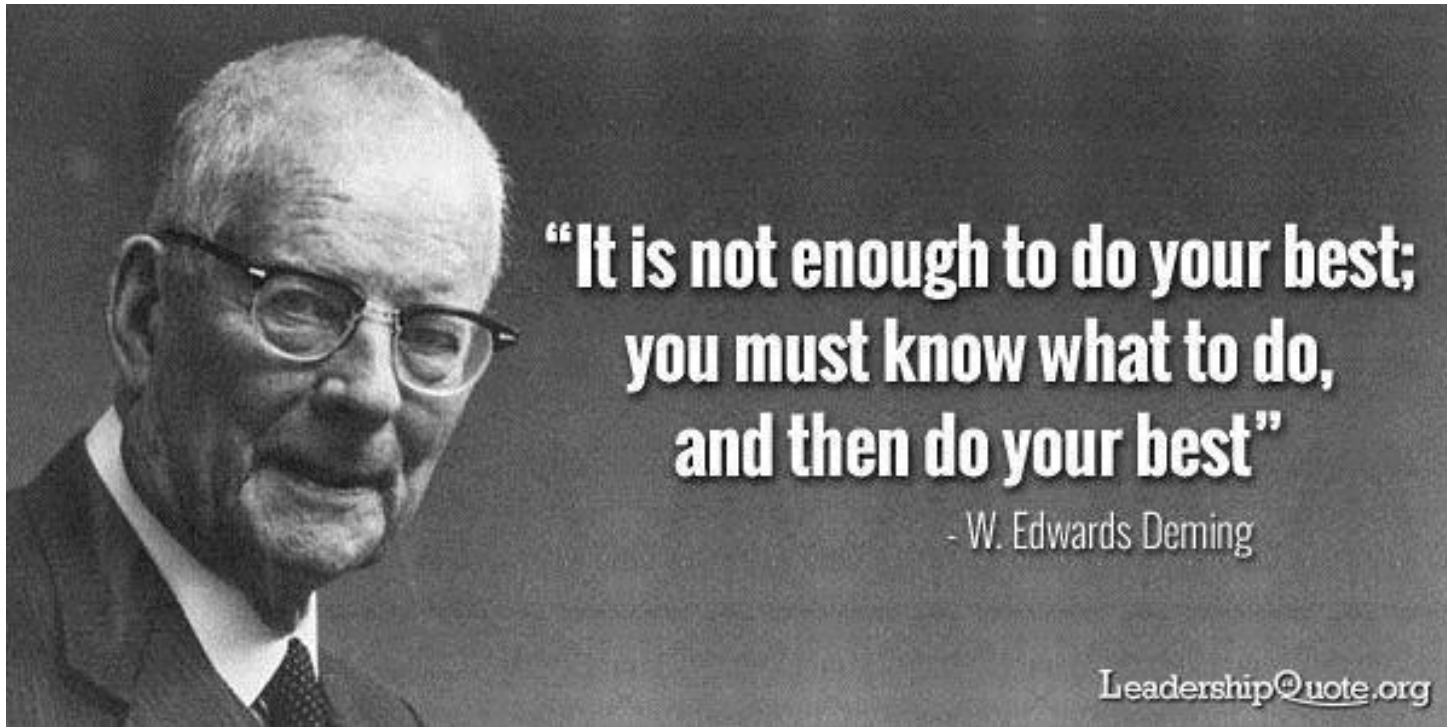 “It is not enough to do your best;
you must know what to do,
and then do your best”
- W. Edwards Deming
LeadershipQuote.org